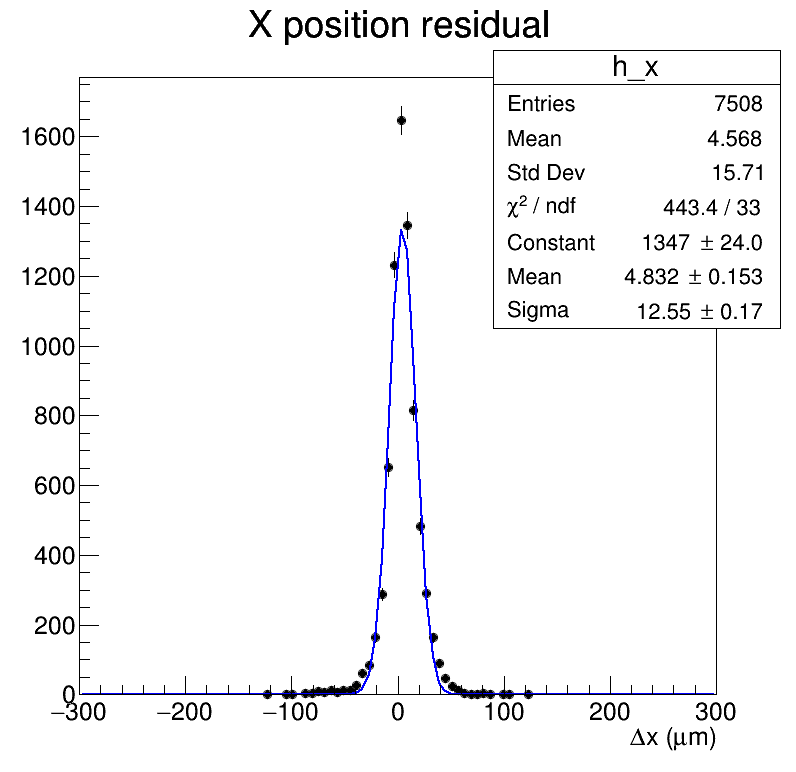 X position residual
h_x
Entries 7508
Mean 4.568
Std Dev 15.71
χ² / ndf 443.4 / 33
Constant 1347 ± 24.0
Mean 4.832 ± 0.153
Sigma 12.55 ± 0.17
1600
1400
1200
1000
800
600
400
200
0
−300 −200 −100 0 100 200 300
Δx (μm)